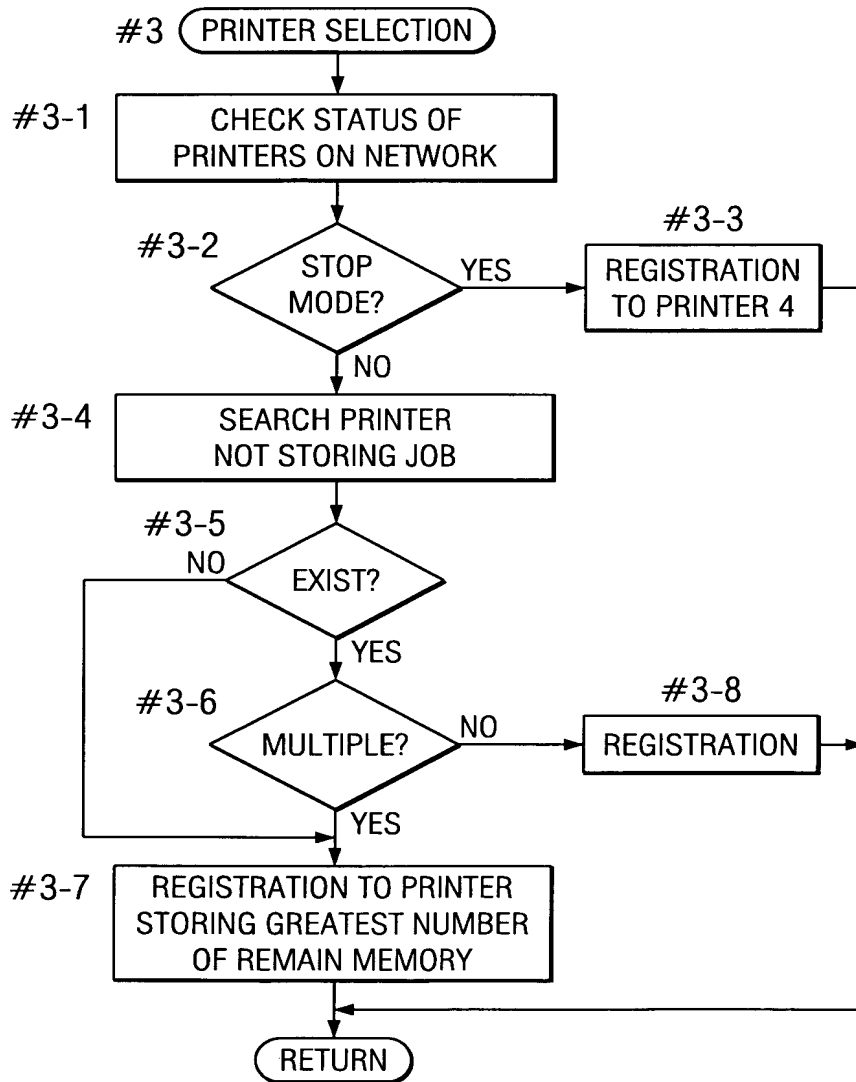 #3 PRINTER SELECTION
#3-1
CHECK STATUS OF
PRINTERS ON NETWORK
#3-2
STOP
MODE?
YES
#3-3
REGISTRATION
TO PRINTER 4
NO
#3-4
SEARCH PRINTER
NOT STORING JOB
#3-5
NO
EXIST?
YES
#3-6
MULTIPLE?
NO
#3-8
REGISTRATION
YES
#3-7
REGISTRATION TO PRINTER
STORING GREATEST NUMBER
OF REMAIN MEMORY
RETURN